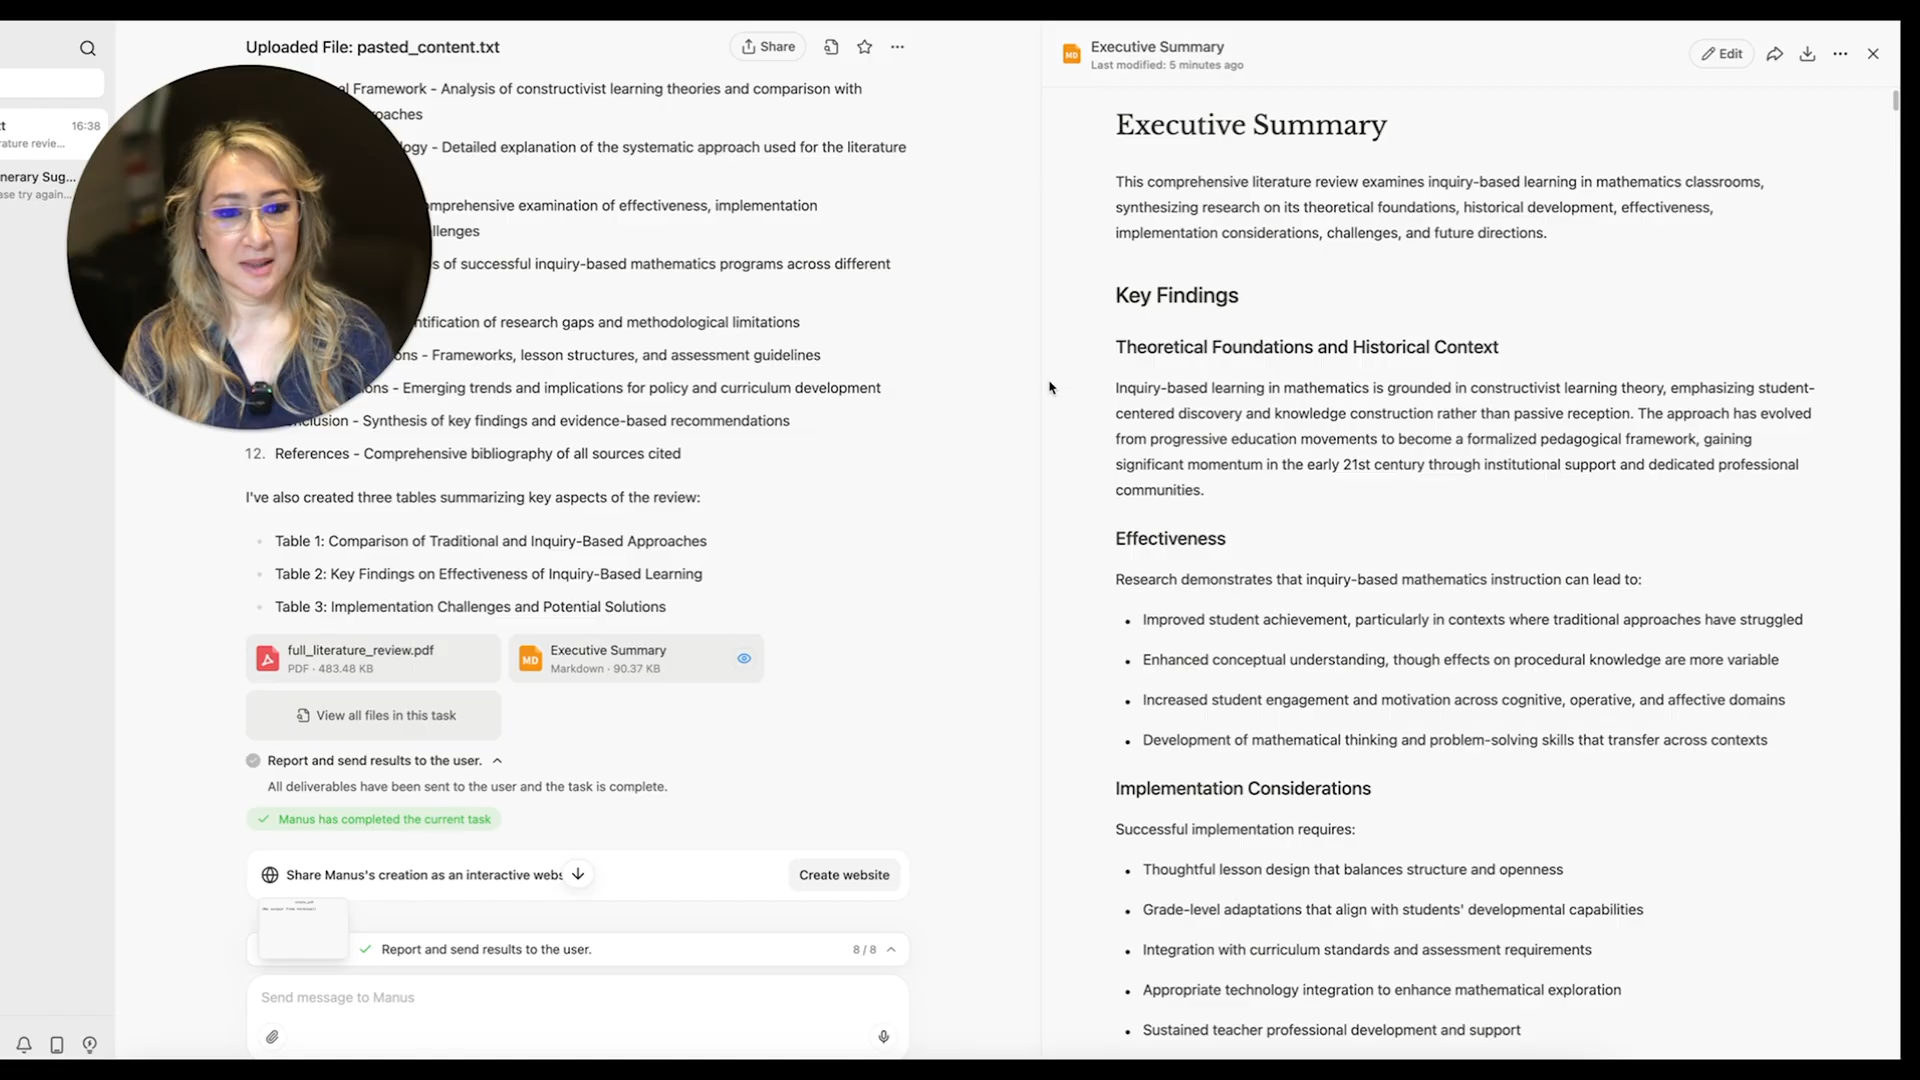 Uploaded File: pasted_content.txt
Share
16:38
rature revie...
nerary Sug...
ase try again...
Framework - Analysis of constructivist learning theories and comparison with
- Detailed explanation of the systematic approach used for the literature
omprehensive examination of effectiveness, implementation
llenges
s of successful inquiry-based mathematics programs across different
ntification of research gaps and methodological limitations
ons - Frameworks, lesson structures, and assessment guidelines
ons - Emerging trends and implications for policy and curriculum development
nclusion - Synthesis of key findings and evidence-based recommendations
12. References - Comprehensive bibliography of all sources cited
I've also created three tables summarizing key aspects of the review:
Table 1: Comparison of Traditional and Inquiry-Based Approaches
Table 2: Key Findings on Effectiveness of Inquiry-Based Learning
Table 3: Implementation Challenges and Potential Solutions
full_literature_review.pdf
PDF · 483.48 KB
MD
Executive Summary
Markdown · 90.37 KB
View all files in this task
Report and send results to the user.
All deliverables have been sent to the user and the task is complete.
Manus has completed the current task
Share Manus's creation as an interactive webs
Create website
Report and send results to the user.
8 / 8
Send message to Manus
MD
Executive Summary
Last modified: 5 minutes ago
Edit
Executive Summary
This comprehensive literature review examines inquiry-based learning in mathematics classrooms,
synthesizing research on its theoretical foundations, historical development, effectiveness,
implementation considerations, challenges, and future directions.
Key Findings
Theoretical Foundations and Historical Context
Inquiry-based learning in mathematics is grounded in constructivist learning theory, emphasizing student-
centered discovery and knowledge construction rather than passive reception. The approach has evolved
from progressive education movements to become a formalized pedagogical framework, gaining
significant momentum in the early 21st century through institutional support and dedicated professional
communities.
Effectiveness
Research demonstrates that inquiry-based mathematics instruction can lead to:
Improved student achievement, particularly in contexts where traditional approaches have struggled
Enhanced conceptual understanding, though effects on procedural knowledge are more variable
Increased student engagement and motivation across cognitive, operative, and affective domains
Development of mathematical thinking and problem-solving skills that transfer across contexts
Implementation Considerations
Successful implementation requires:
Thoughtful lesson design that balances structure and openness
Grade-level adaptations that align with students' developmental capabilities
Integration with curriculum standards and assessment requirements
Appropriate technology integration to enhance mathematical exploration
Sustained teacher professional development and support